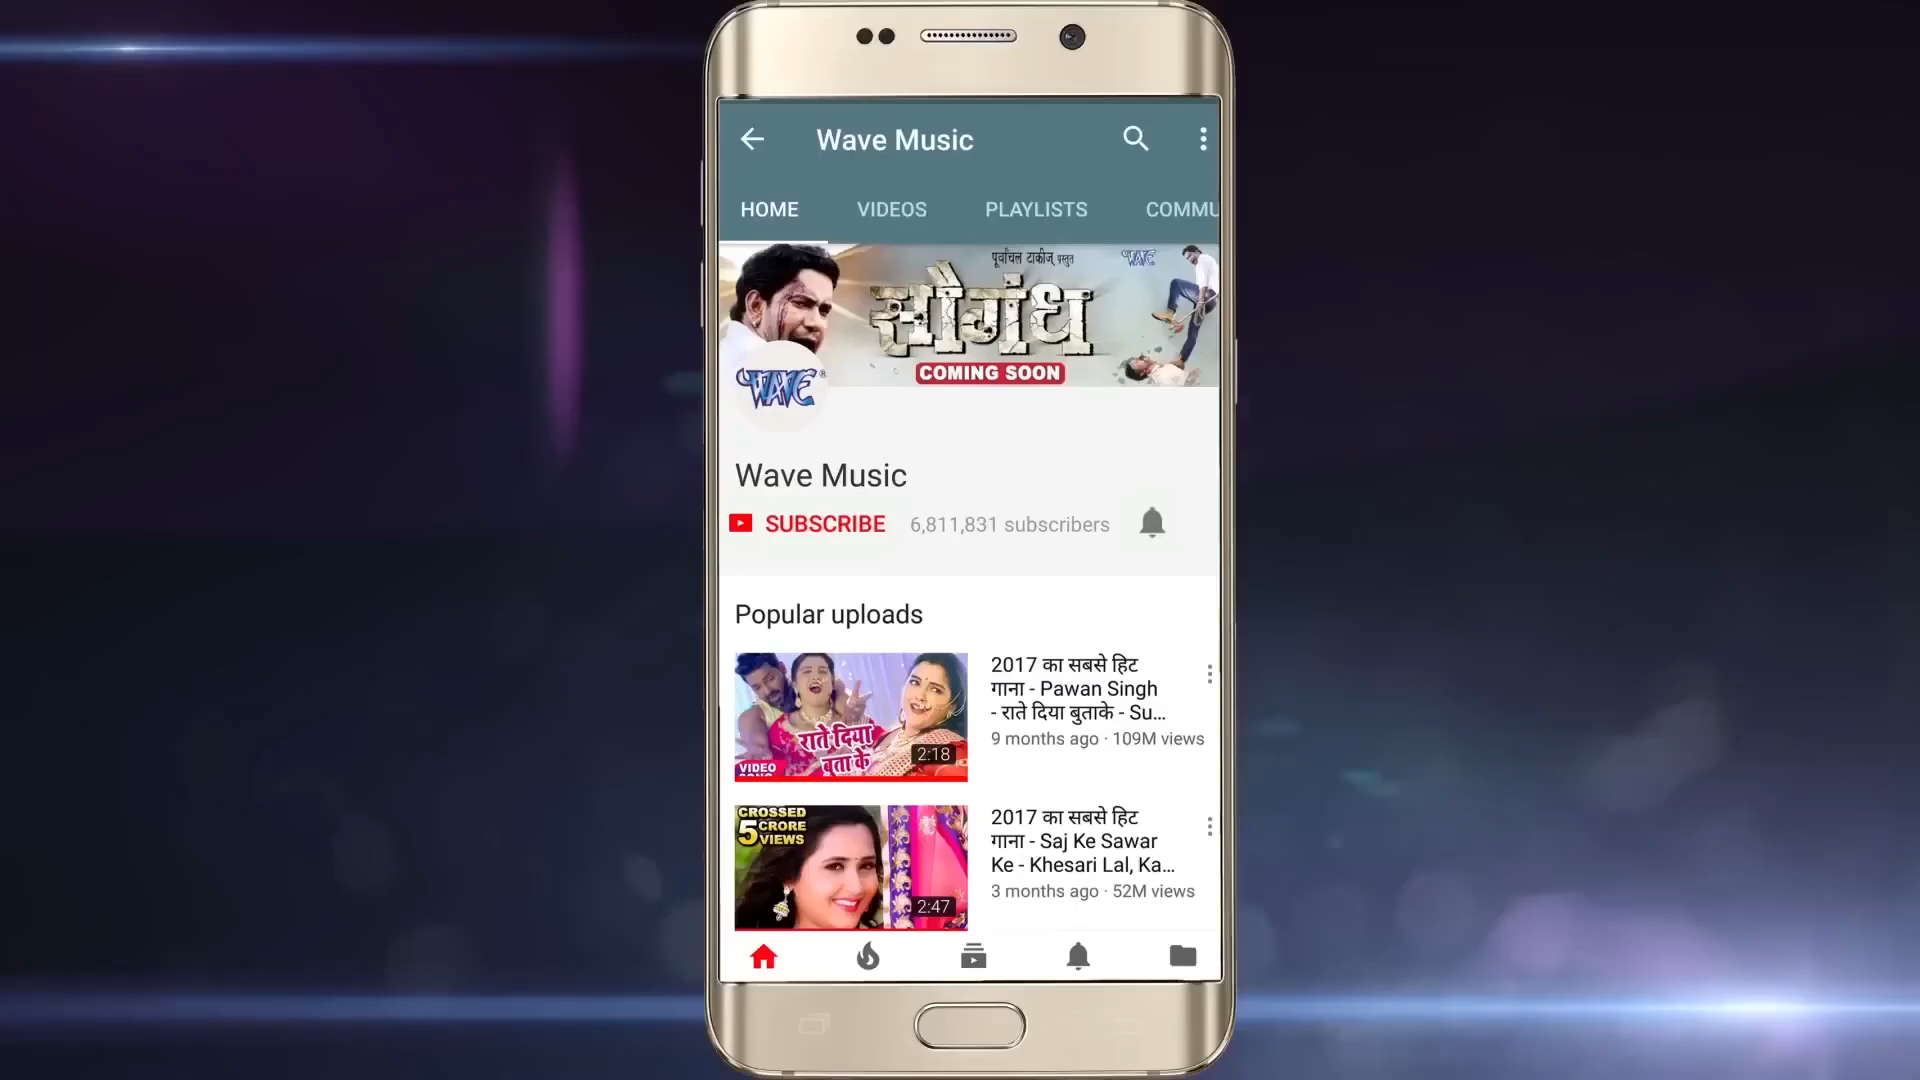 Wave Music
HOME VIDEOS PLAYLISTS COMMU
पूर्वांचल टाकीज् प्रस्तुत
WAVE
सौगंध
COMING SOON
WAVE®
Wave Music
SUBSCRIBE 6,811,831 subscribers
Popular uploads
राते दिया
बुता के
VIDEO
2:18
2017 का सबसे हिट
गाना - Pawan Singh
- राते दिया बुताके - Su...
9 months ago · 109M views
CROSSED
5 CRORE
VIEWS
2:47
2017 का सबसे हिट
गाना - Saj Ke Sawar
Ke - Khesari Lal, Ka...
3 months ago · 52M views